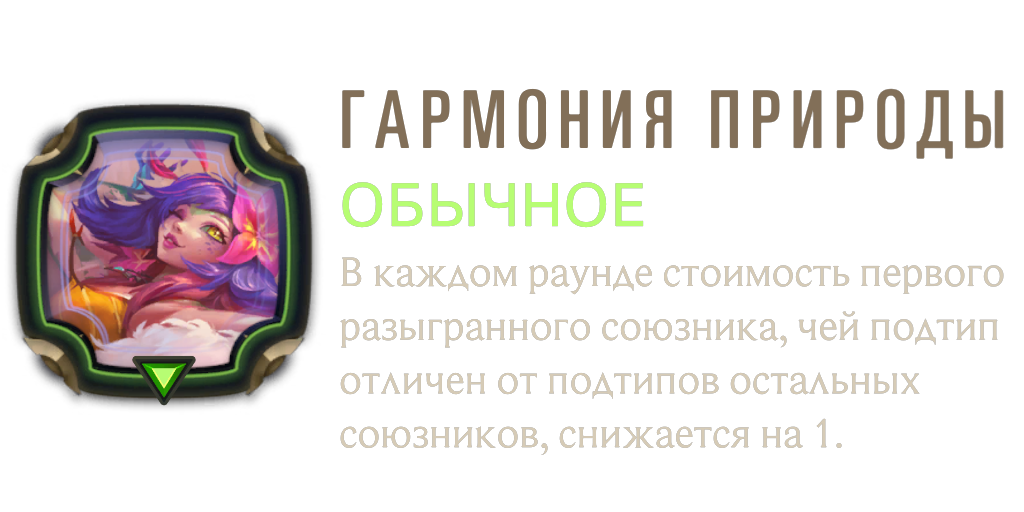 ГАРМОНИЯ ПРИРОДЫ
ОБЫЧНОЕ
В каждом раунде стоимость первого
разыгранного союзника, чей подтип
отличен от подтипов остальных
союзников, снижается на 1.